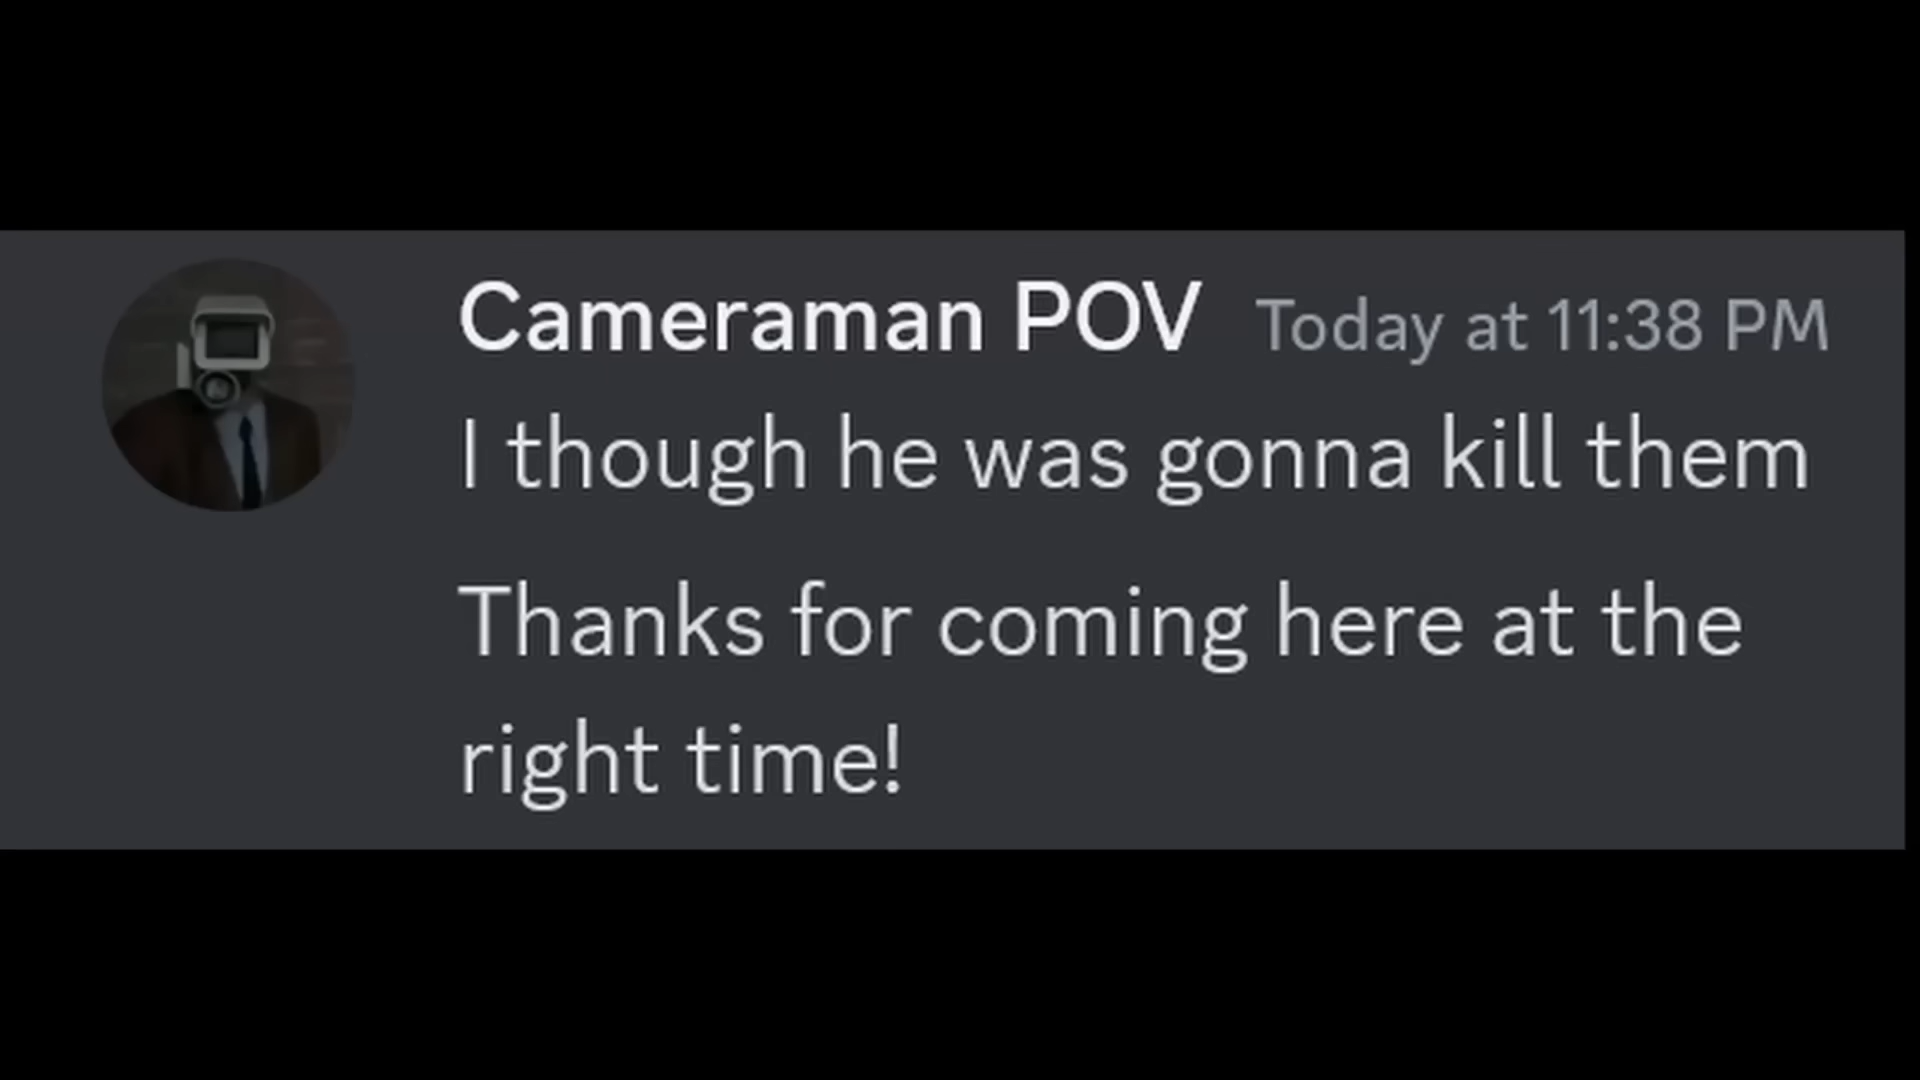 Cameraman POV Today at 11:38 PM
I though he was gonna kill them
Thanks for coming here at the
right time!